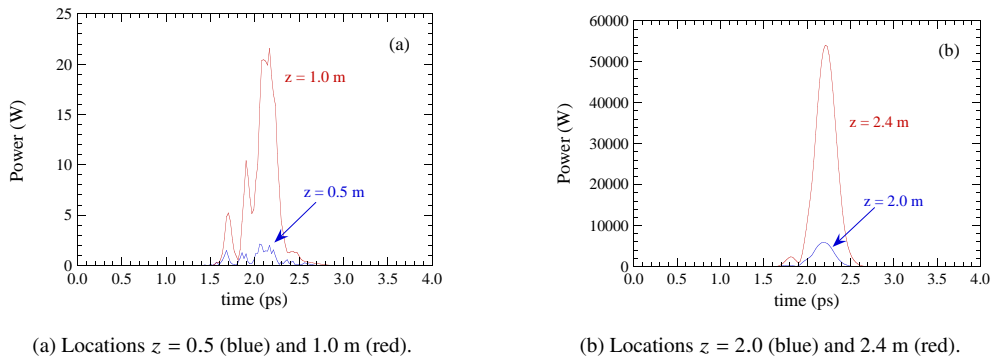 25
20
15
10
5
0
Power (W)
(a)
z = 1.0 m
z = 0.5 m
0.0 0.5 1.0 1.5 2.0 2.5 3.0 3.5 4.0
time (ps)
60000
50000
40000
30000
20000
10000
0
Power (W)
(b)
z = 2.4 m
z = 2.0 m
0.0 0.5 1.0 1.5 2.0 2.5 3.0 3.5 4.0
time (ps)
(a) Locations z = 0.5 (blue) and 1.0 m (red).
(b) Locations z = 2.0 (blue) and 2.4 m (red).